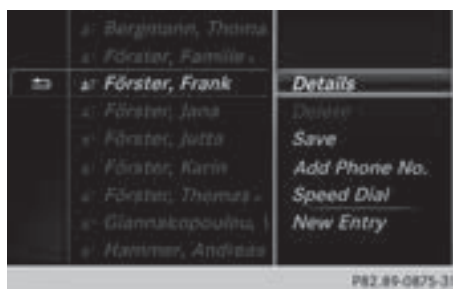 Bergmann, Thoma
Förster, Familie
Förster, Frank
Förster, Jana
Förster, Jutta
Förster, Karin
Förster, Thomas
Giannakopoulou,
Hammer, Andreas
Details
Delete
Save
Add Phone No.
Speed Dial
New Entry
P82.89-0875-31